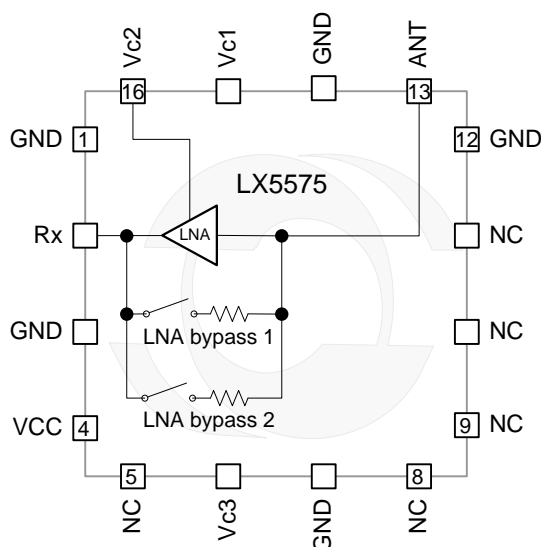 Vc2
Vc1
GND
ANT
16
13
GND
1
12
GND
LX5575
Rx
LNA
NC
LNA bypass 1
GND
NC
LNA bypass 2
VCC
4
9
NC
5
8
NC
Vc3
GND
NC